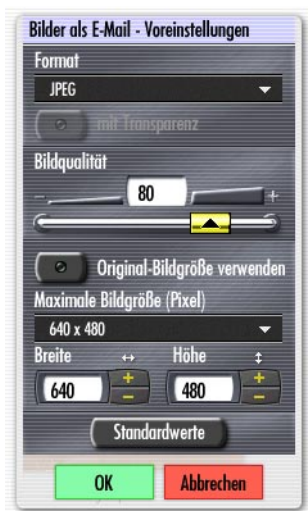 Bilder als E-Mail - Voreinstellungen
Format
JPEG
mit Transparenz
Bildqualität
80
Original-Bildgröße verwenden
Maximale Bildgröße (Pixel)
640 x 480
Breite Höhe
640 480
Standardwerte
OK Abbrechen